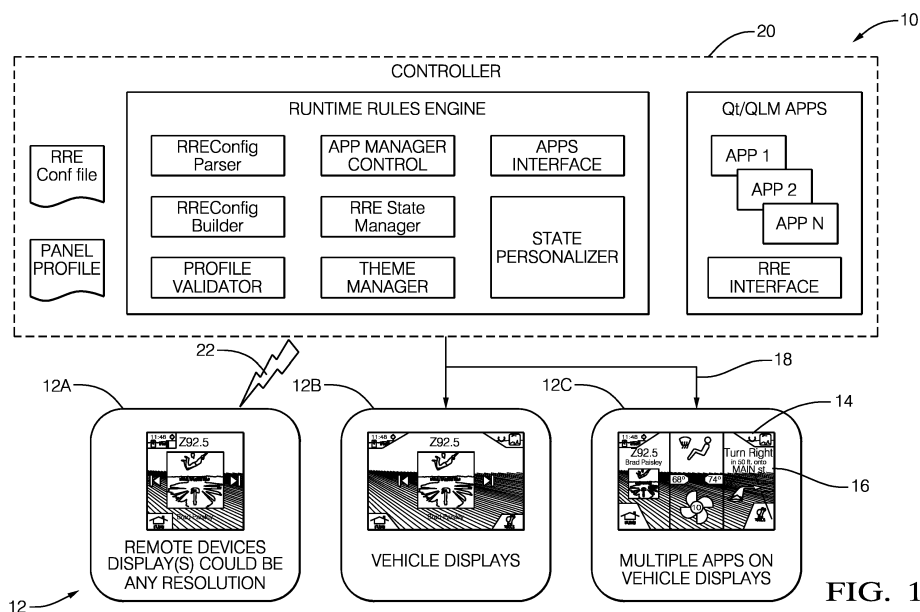 10
20
CONTROLLER
RUNTIME RULES ENGINE
Qt/QLM APPS
RRE
Conf file
PANEL
PROFILE
RREConfig
Parser
APP MANAGER
CONTROL
APPS
INTERFACE
RREConfig
Builder
RRE State
Manager
STATE
PERSONALIZER
PROFILE
VALIDATOR
THEME
MANAGER
APP 1
APP 2
APP N
RRE
INTERFACE
22
18
12A
12B
12C
14
16
11:48
Z92.5
REMOTE DEVICES
DISPLAY(S) COULD BE
ANY RESOLUTION
11:48
Z92.5
VEHICLE DISPLAYS
11:48
Z92.5
Brad Paisley
68°
74°
10
Turn Right
in 50 ft. onto
MAIN st
MULTIPLE APPS ON
VEHICLE DISPLAYS
12
FIG. 1